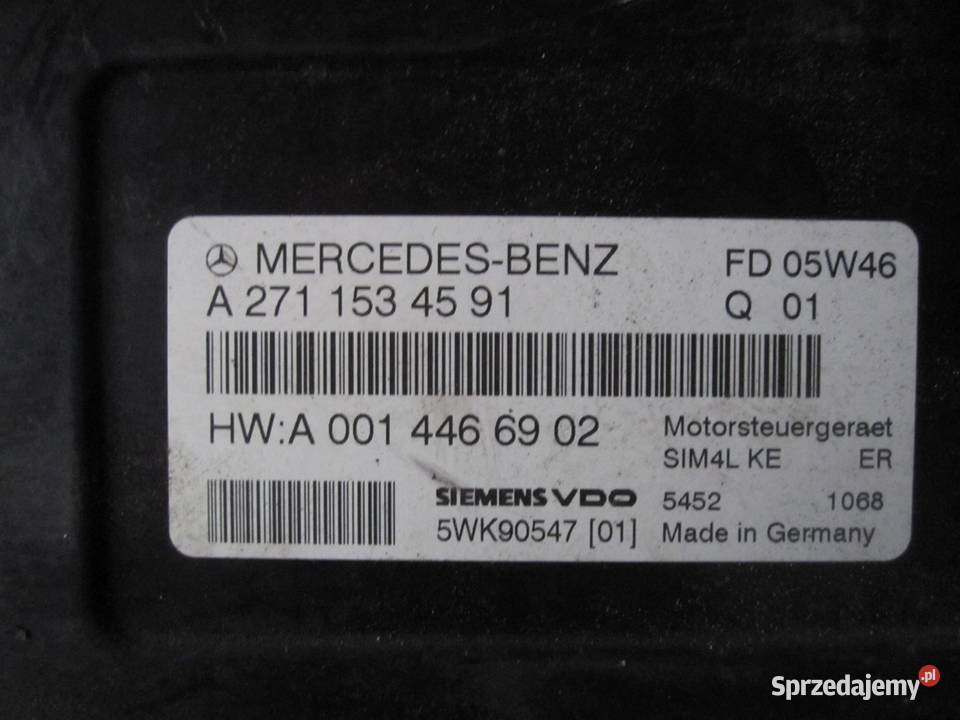 MERCEDES-BENZ FD 05W46
A 271 153 45 91 Q 01
HW:A 001 446 69 02 Motorsteuergeraet
SIM4L KE ER
SIEMENS VDO 5452 1068
5WK90547 [01] Made in Germany
Sprzedajemy.pl